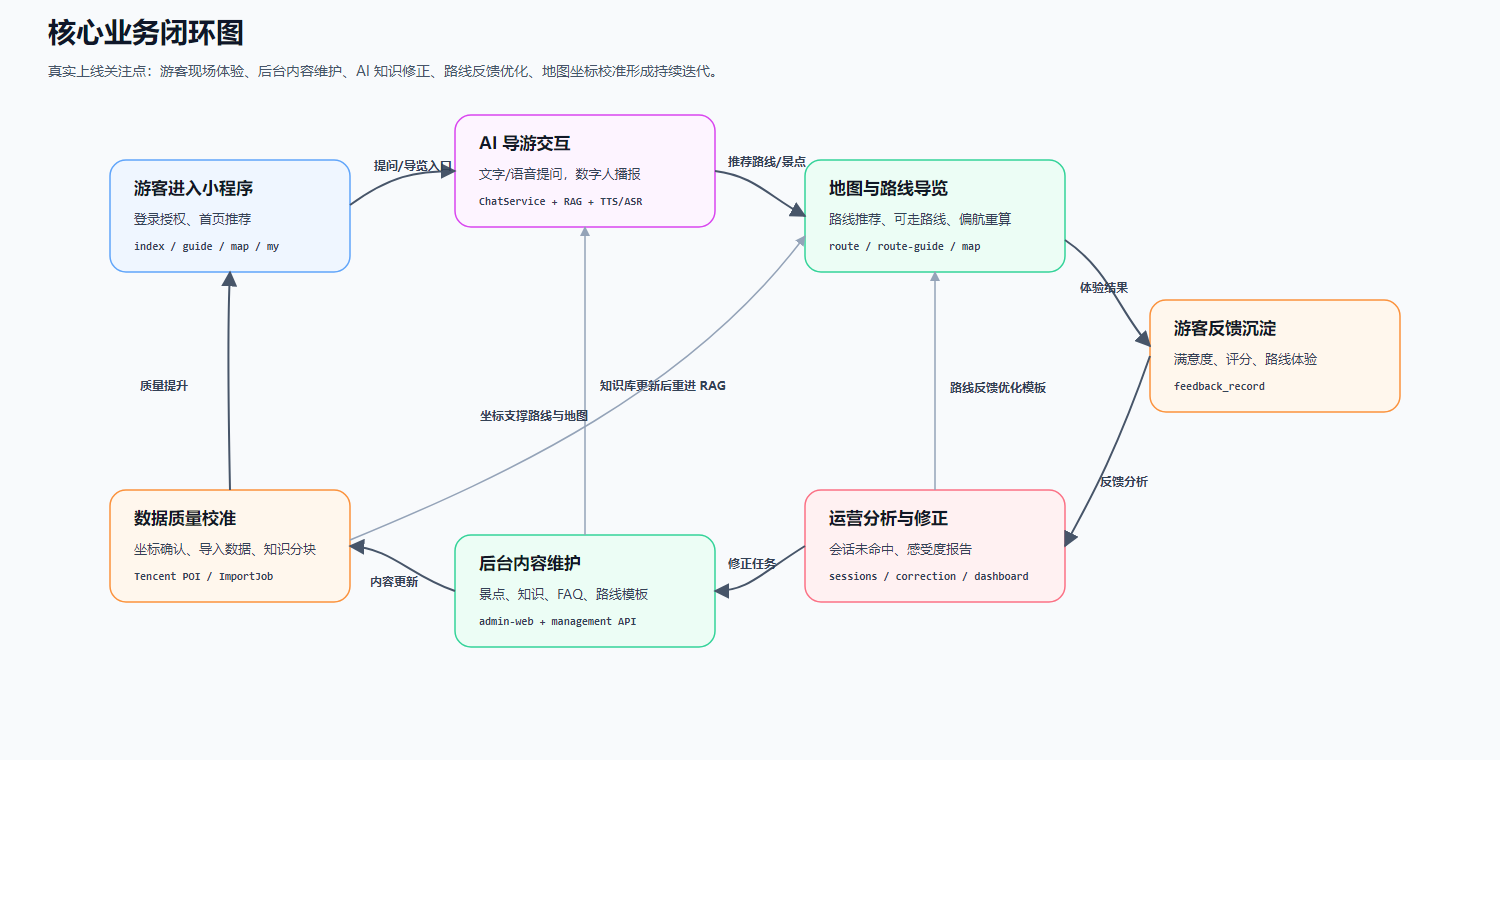 核心业务闭环图
真实上线关注点：游客现场体验、后台内容维护、AI 知识修正、路线反馈优化、地图坐标校准形成持续迭代。
游客进入小程序
登录授权、首页推荐
index / guide / map / my
提问/导览入口
AI 导游交互
文字/语音提问，数字人播报
ChatService + RAG + TTS/ASR
推荐路线/景点
地图与路线导览
路线推荐、可走路线、偏航重算
route / route-guide / map
体验结果
游客反馈沉淀
满意度、评分、路线体验
feedback_record
质量提升
知识库更新后重进 RAG
坐标支撑路线与地图
路线反馈优化模板
反馈分析
数据质量校准
坐标确认、导入数据、知识分块
Tencent POI / ImportJob
内容更新
后台内容维护
景点、知识、FAQ、路线模板
admin-web + management API
修正任务
运营分析与修正
会话未命中、感受度报告
sessions / correction / dashboard